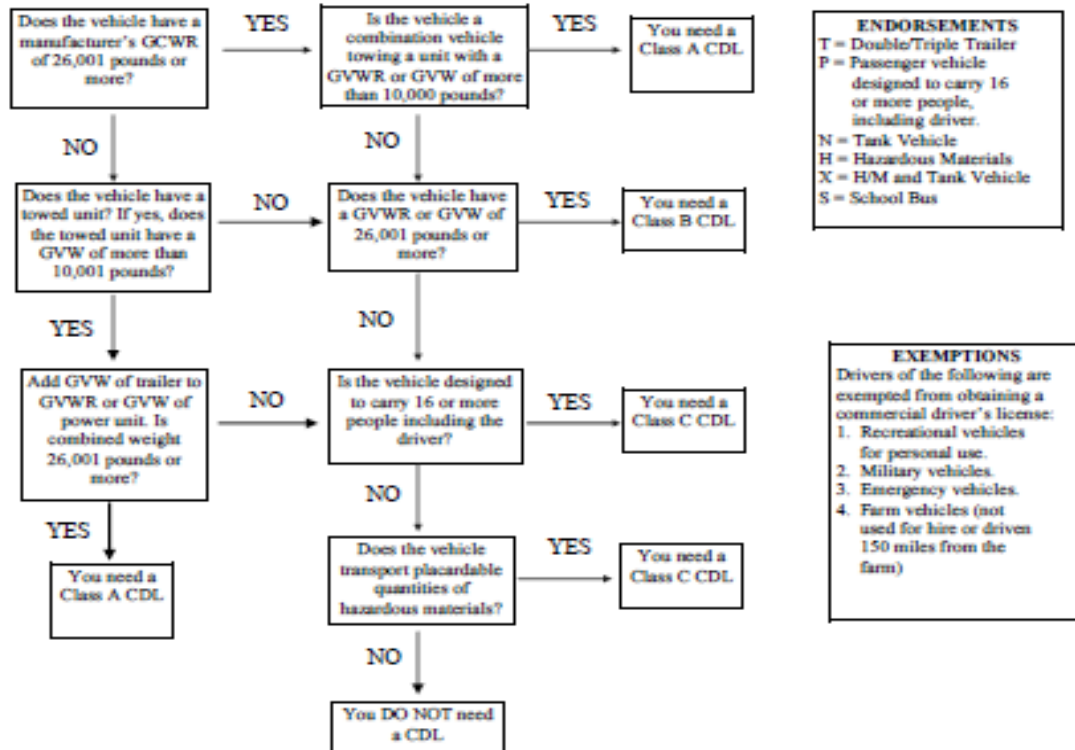 Does the vehicle have a
manufacturer's GCWR
of 26,001 pounds or
more?
YES
Is the vehicle a
combination vehicle
towing a unit with a
GVWR or GVW of more
than 10,000 pounds?
YES
You need a
Class A CDL
NO
NO
Does the vehicle have a
towed unit? If yes, does
the towed unit have a
GVW of more than
10,001 pounds?
NO
Does the vehicle have
a GVWR or GVW of
26,001 pounds or
more?
YES
You need a
Class B CDL
YES
NO
Add GVW of trailer to
GVWR or GVW of
power unit. Is
combined weight
26,001 pounds or
more?
NO
Is the vehicle designed
to carry 16 or more
people including the
driver?
YES
You need a
Class C CDL
YES
NO
You need a
Class A CDL
Does the vehicle
transport placardable
quantities of
hazardous materials?
YES
You need a
Class C CDL
NO
You DO NOT need
a CDL
ENDORSEMENTS
T = Double/Triple Trailer
P = Passenger vehicle
designed to carry 16
or more people,
including driver.
N = Tank Vehicle
H = Hazardous Materials
X = H/M and Tank Vehicle
S = School Bus
EXEMPTIONS
Drivers of the following are
exempted from obtaining a
commercial driver's license:
1. Recreational vehicles
for personal use.
2. Military vehicles.
3. Emergency vehicles.
4. Farm vehicles (not
used for hire or driven
150 miles from the
farm)